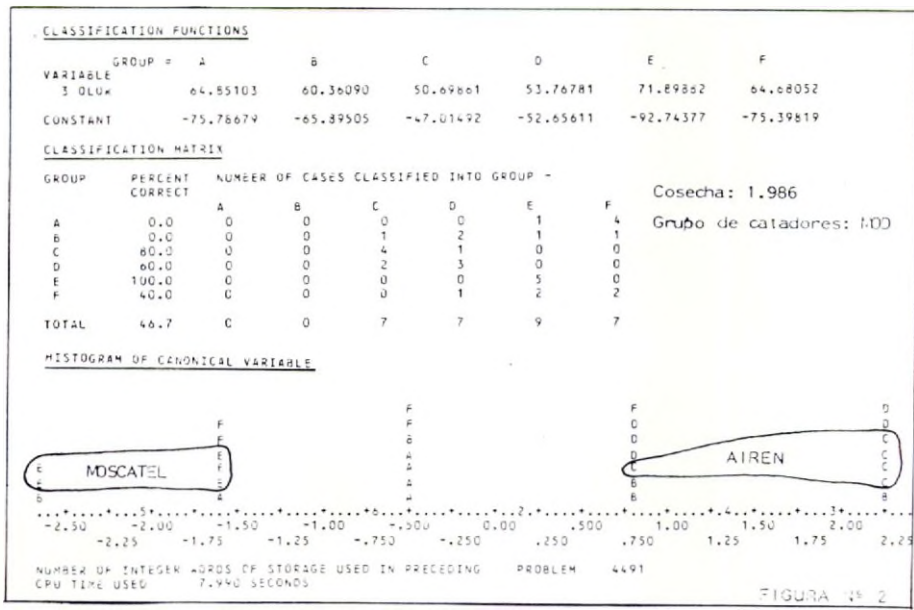 CLASSIFICATION FUNCTIONS
GROUP = A B C D E F
VARIABLE
3 OLOR 64.85103 60.36090 50.69861 53.76781 71.89862 64.68052
CONSTANT -75.78679 -65.89505 -47.01492 -52.65611 -92.74377 -75.39819
CLASSIFICATION MATRIX
GROUP PERCENT NUMBER OF CASES CLASSIFIED INTO GROUP -
CORRECT
A B C D E F
A 0.0 0 0 0 0 1 4
B 0.0 0 0 1 2 1 1
C 80.0 0 0 4 1 0 0
D 60.0 0 0 2 3 0 0
E 100.0 0 0 0 0 5 0
F 40.0 0 0 0 1 2 2
TOTAL 46.7 0 0 7 7 9 7
Cosecha: 1.986
Grupo de catadores: MOD
HISTOGRAM OF CANONICAL VARIABLE
F F D
F F D D
F B D C
E E A D C
E F A C C
E E A B C
B A A B B
MOSCATEL
AIREN
-2.50 -2.00 -1.50 -1.00 -.500 0.00 .500 1.00 1.50 2.00
-2.25 -1.75 -1.25 -.750 -.250 .250 .750 1.25 1.75 2.25
NUMBER OF INTEGER WORDS OF STORAGE USED IN PRECEDING PROBLEM 4491
CPU TIME USED 7.940 SECONDS
FIGURA Nº 2